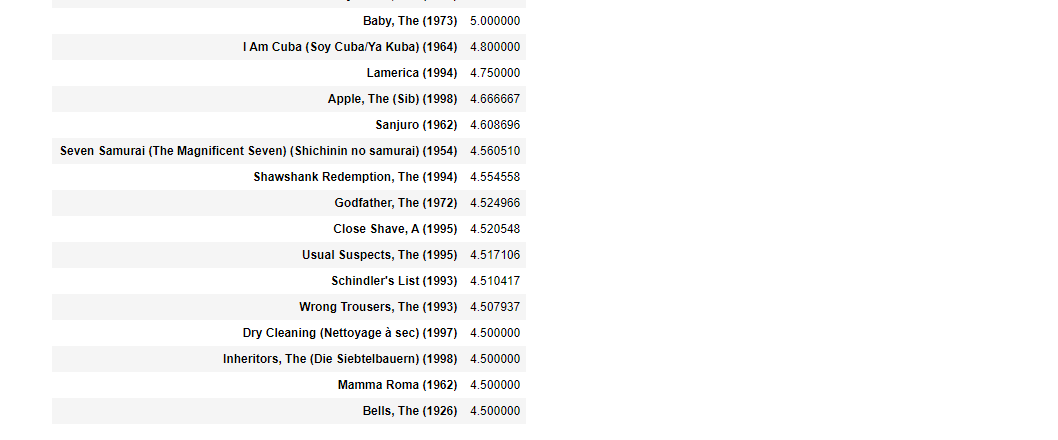 Baby, The (1973) 5.000000
I Am Cuba (Soy Cuba/Ya Kuba) (1964) 4.800000
Lamerica (1994) 4.750000
Apple, The (Sib) (1998) 4.666667
Sanjuro (1962) 4.608696
Seven Samurai (The Magnificent Seven) (Shichinin no samurai) (1954) 4.560510
Shawshank Redemption, The (1994) 4.554558
Godfather, The (1972) 4.524966
Close Shave, A (1995) 4.520548
Usual Suspects, The (1995) 4.517106
Schindler's List (1993) 4.510417
Wrong Trousers, The (1993) 4.507937
Dry Cleaning (Nettoyage à sec) (1997) 4.500000
Inheritors, The (Die Siebtelbauern) (1998) 4.500000
Mamma Roma (1962) 4.500000
Bells, The (1926) 4.500000